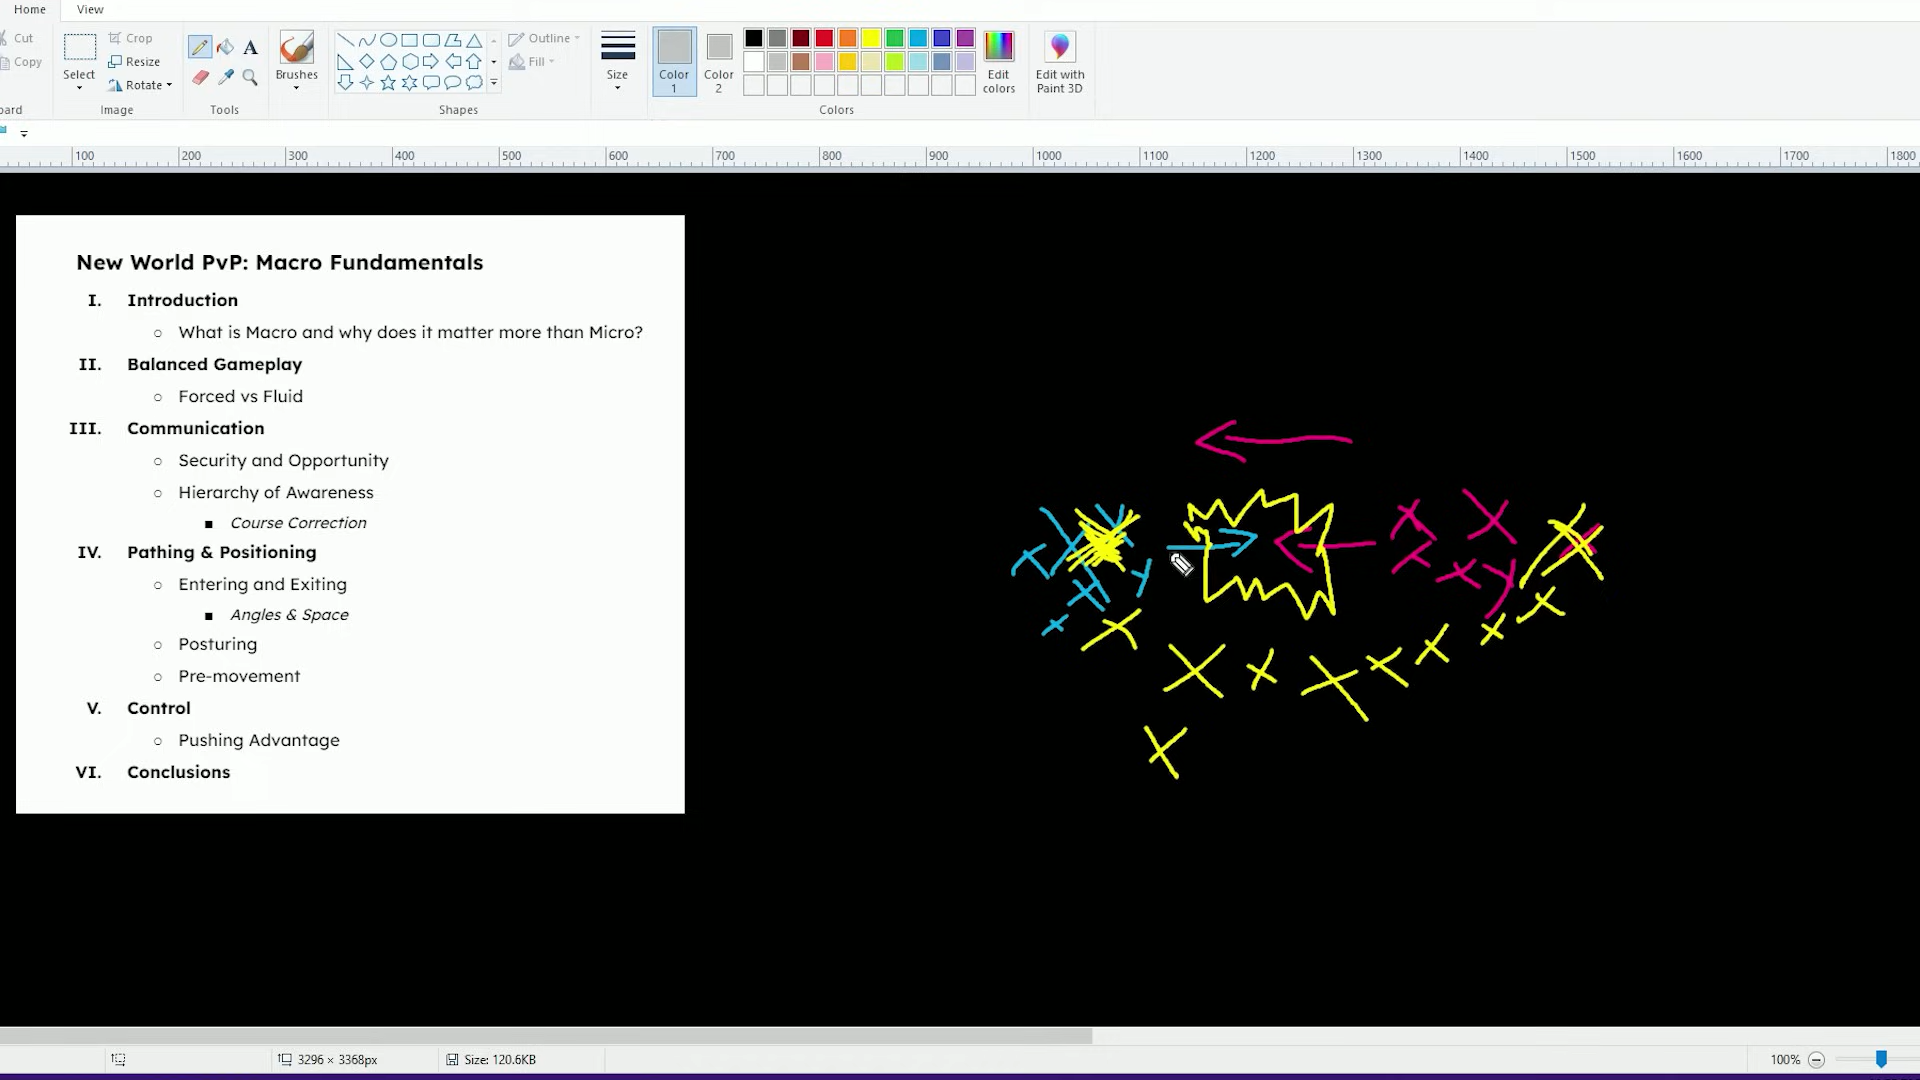 Home View
Cut
Copy
Select
Crop
Resize
Rotate
A
Brushes
Outline
Fill
Size
Color 1
Color 2
Edit colors
Edit with Paint 3D
Image
Tools
Shapes
Colors
100 200 300 400 500 600 700 800 900 1000 1100 1200 1300 1400 1500 1600 1700 1800
New World PvP: Macro Fundamentals
I. Introduction
○ What is Macro and why does it matter more than Micro?
II. Balanced Gameplay
○ Forced vs Fluid
III. Communication
○ Security and Opportunity
○ Hierarchy of Awareness
■ Course Correction
IV. Pathing & Positioning
○ Entering and Exiting
■ Angles & Space
○ Posturing
○ Pre-movement
V. Control
○ Pushing Advantage
VI. Conclusions
3296 × 3368px
Size: 120.6KB
100%